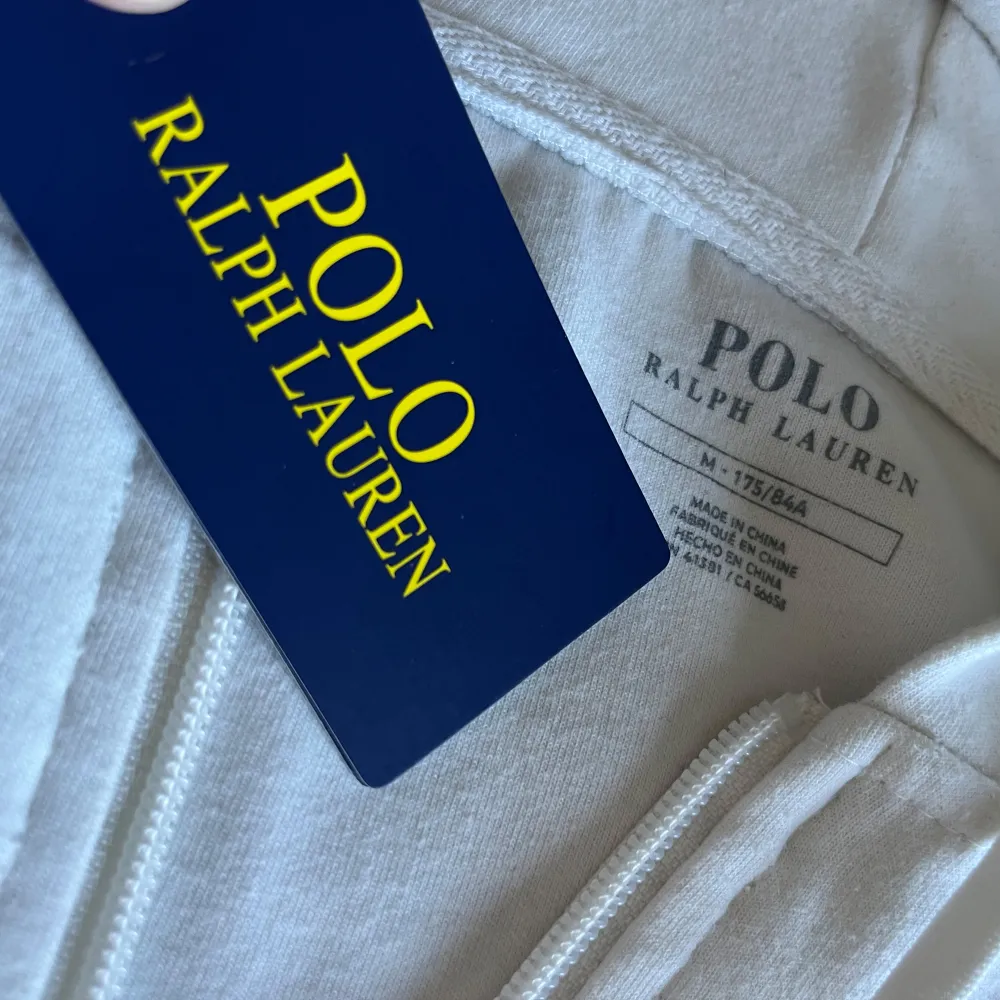 POLO
RALPH LAUREN
POLO
RALPH LAUREN
M - 175/84A
MADE IN CHINA
FABRIQUÉ EN CHINE
HECHO EN CHINA
N 41381 / CA 56658